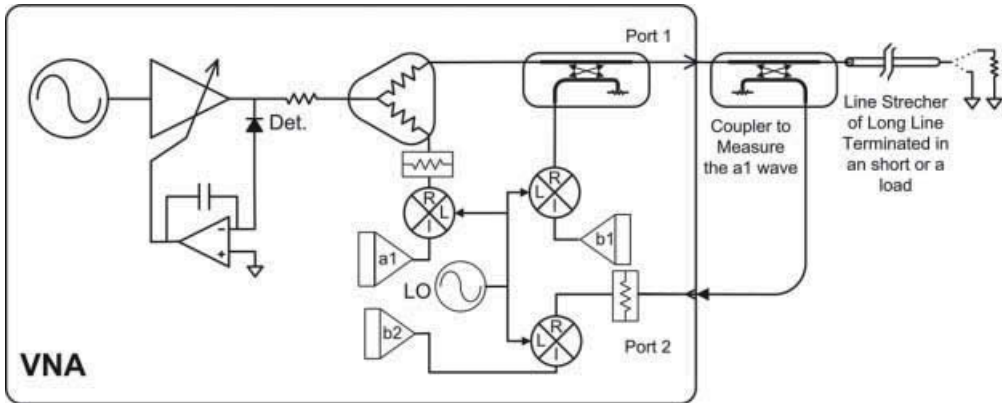 Port 1
Det.
R
L
I
R
L
I
a1
b1
LO
b2
R
L
I
Port 2
VNA
Coupler to
Measure
the a1 wave
Line Strecher
of Long Line
Terminated in
an short or a
load
-
+